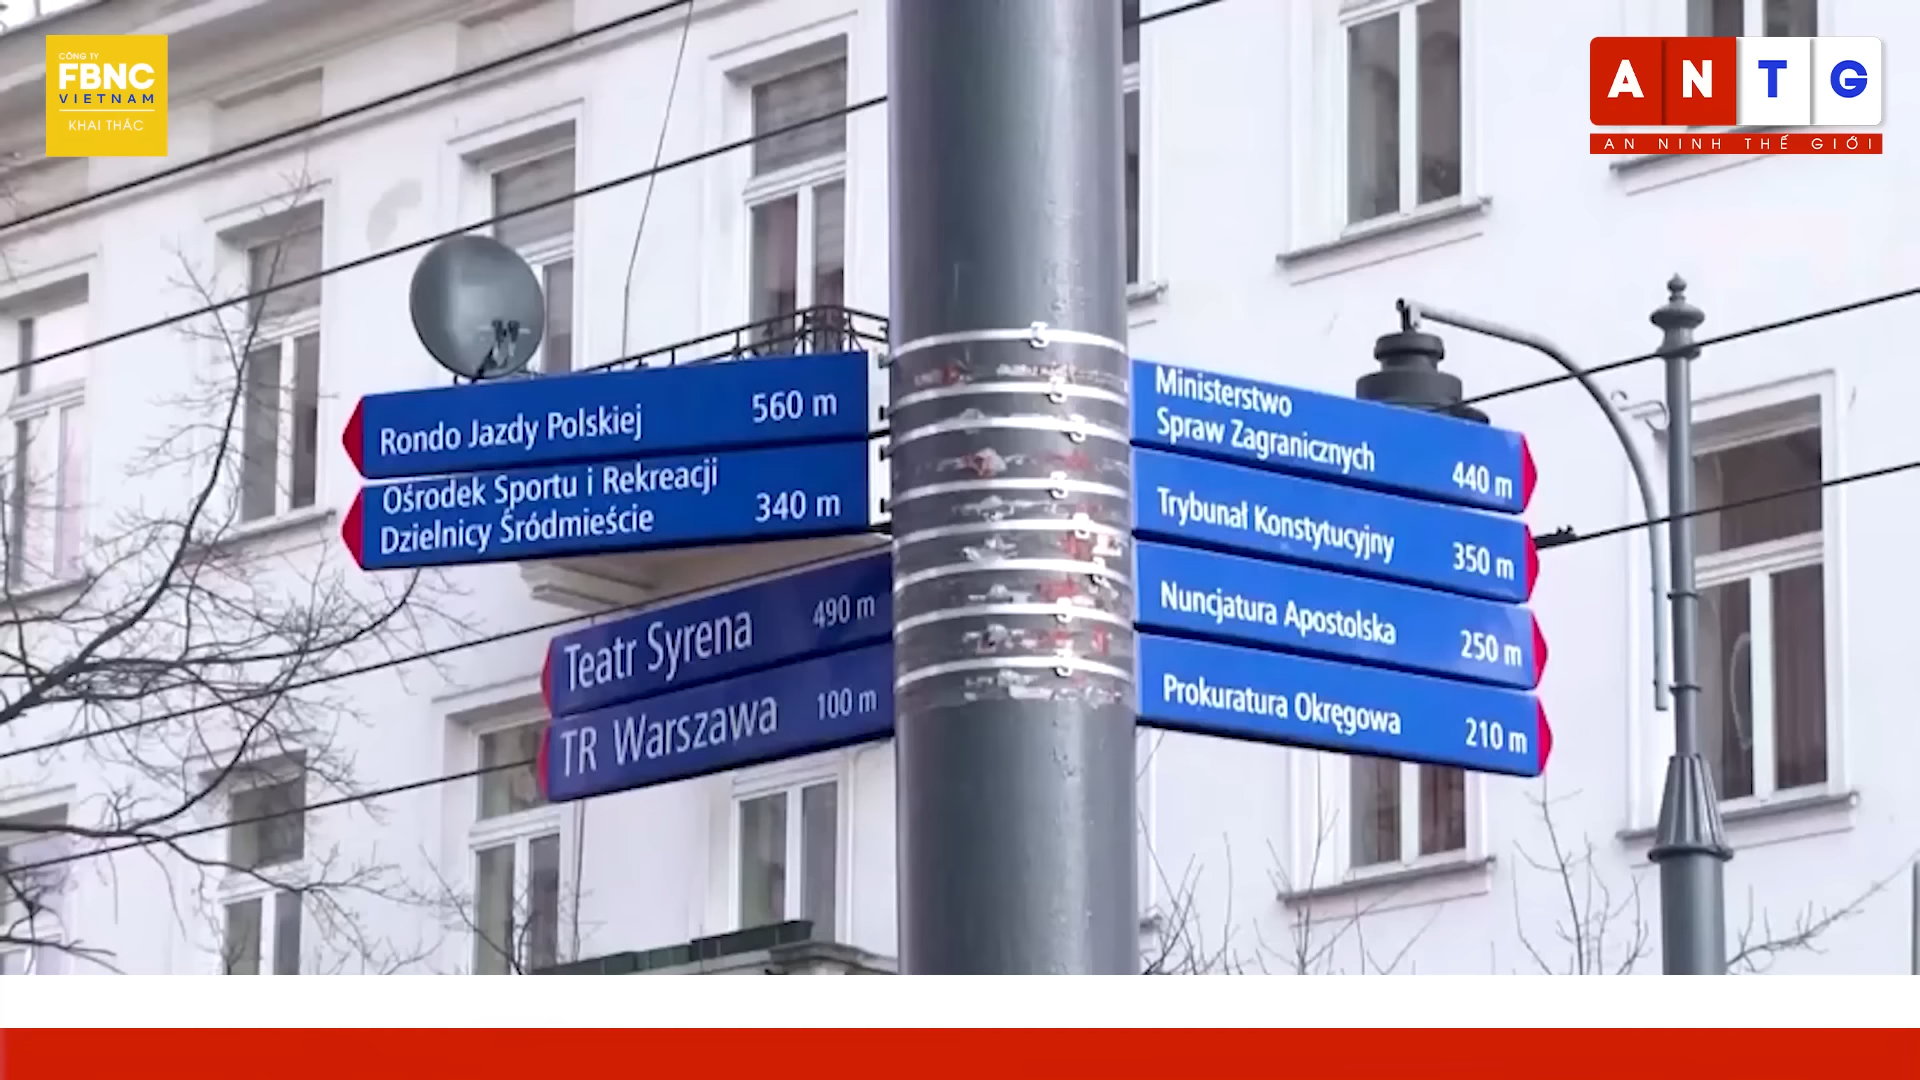 CÔNG TY
FBNC
VIETNAM
KHAI THÁC
ANTG
AN NINH THẾ GIỚI
Rondo Jazdy Polskiej 560 m
Ośrodek Sportu i Rekreacji
Dzielnicy Śródmieście 340 m
Teatr Syrena 490 m
TR Warszawa 100 m
Ministerstwo
Spraw Zagranicznych 440 m
Trybunał Konstytucyjny 350 m
Nuncjatura Apostolska 250 m
Prokuratura Okręgowa 210 m